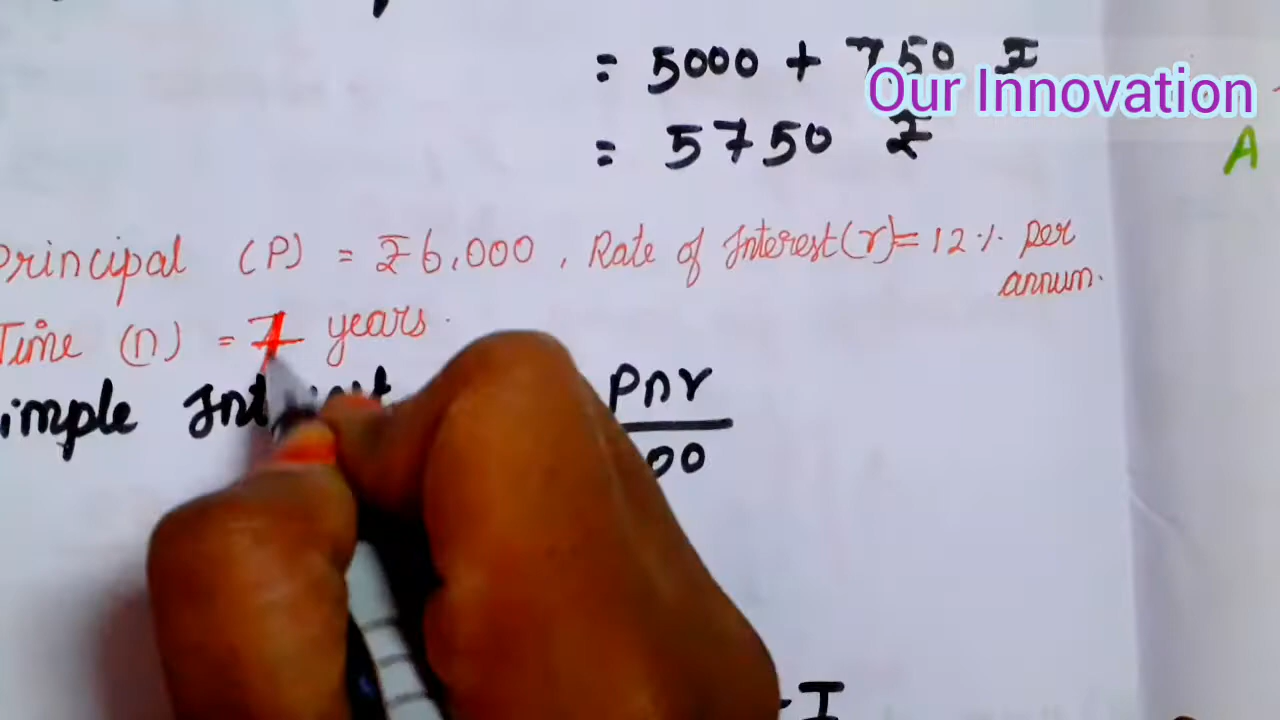 = 5000 + 750 ₹
Our Innovation
= 5750 ₹
A
Principal (P) = ₹6,000, Rate of Interest(r)= 12% per annum.
Time (n) = 7 years.
imple Pnr
00
I